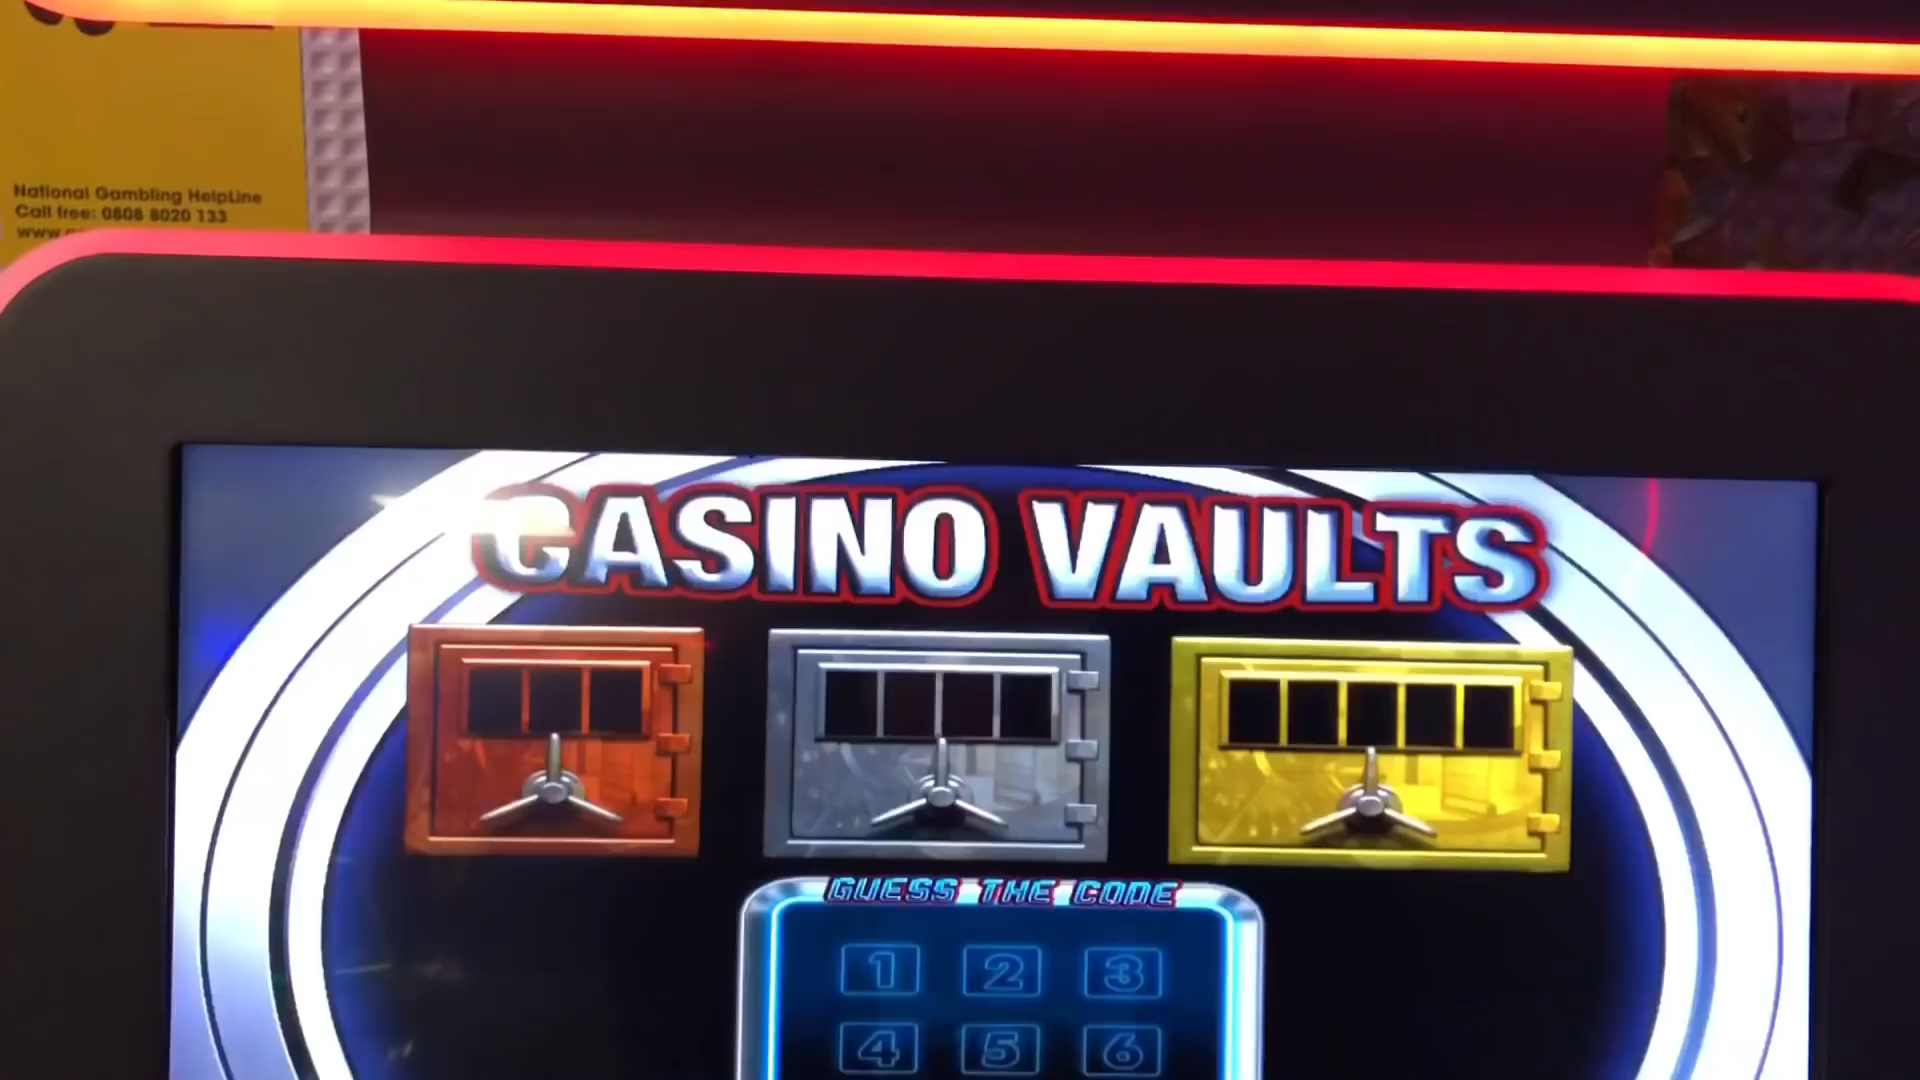 National Gambling HelpLine
Call free: 0808 8020 133
www.
CASINO VAULTS
GUESS THE CODE
1 2 3
4 5 6